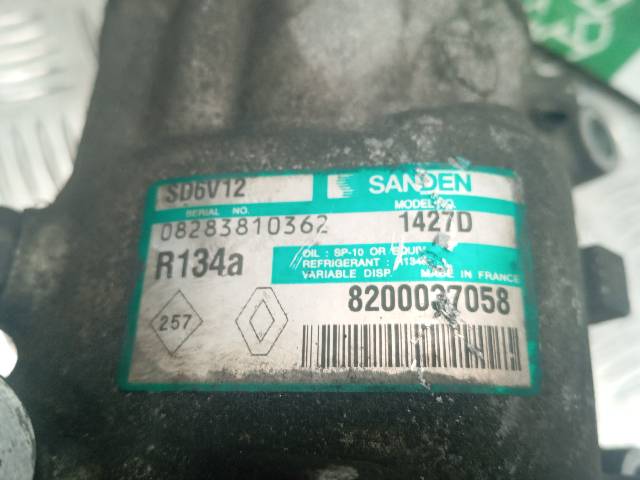 SD6V12 SANDEN
SERIAL NO. MODEL NO.
08283810362 1427D
R134a
OIL : SP-10 OR EQUIV
REFRIGERANT : R134a
VARIABLE DISP. MADE IN FRANCE
257
8200037058